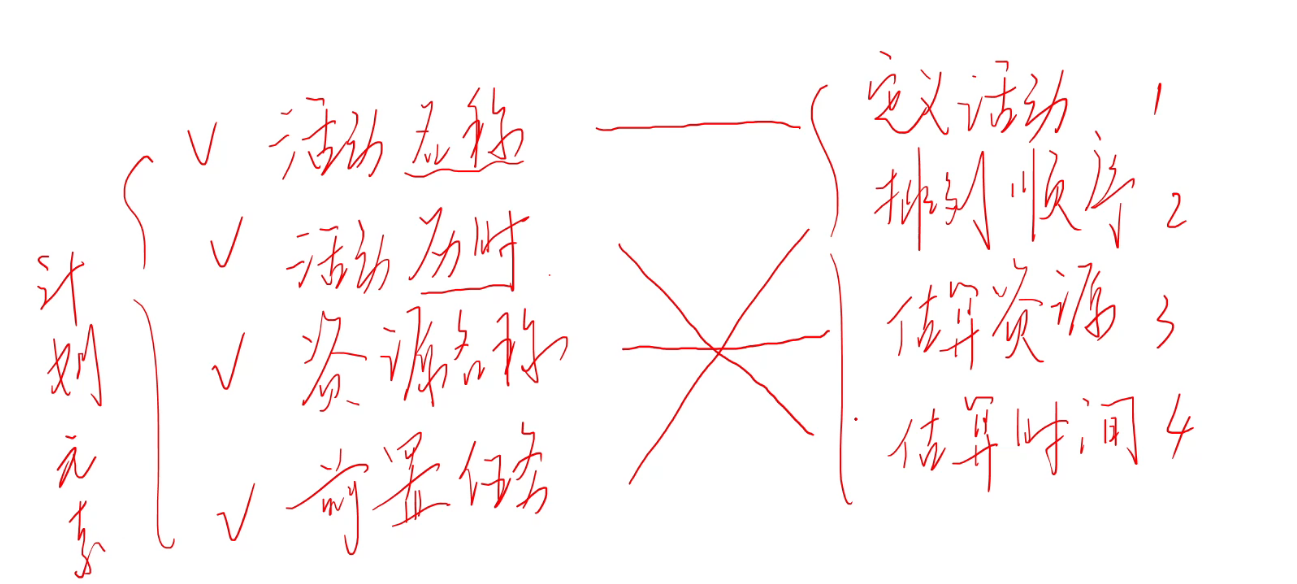 计划元素
✓ 活动名称
✓ 活动历时
✓ 资源名称
✓ 前置任务
定义活动 1
排列顺序 2
估算资源 3
估算时间 4